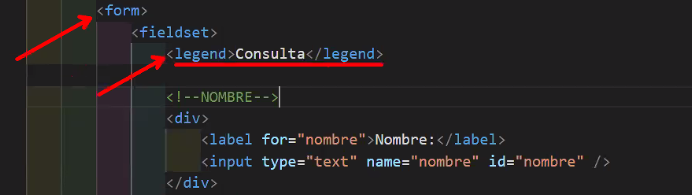 <form>
<fieldset>
<legend>Consulta</legend>
<!--NOMBRE-->
<div>
<label for="nombre">Nombre:</label>
<input type="text" name="nombre" id="nombre" />
</div>